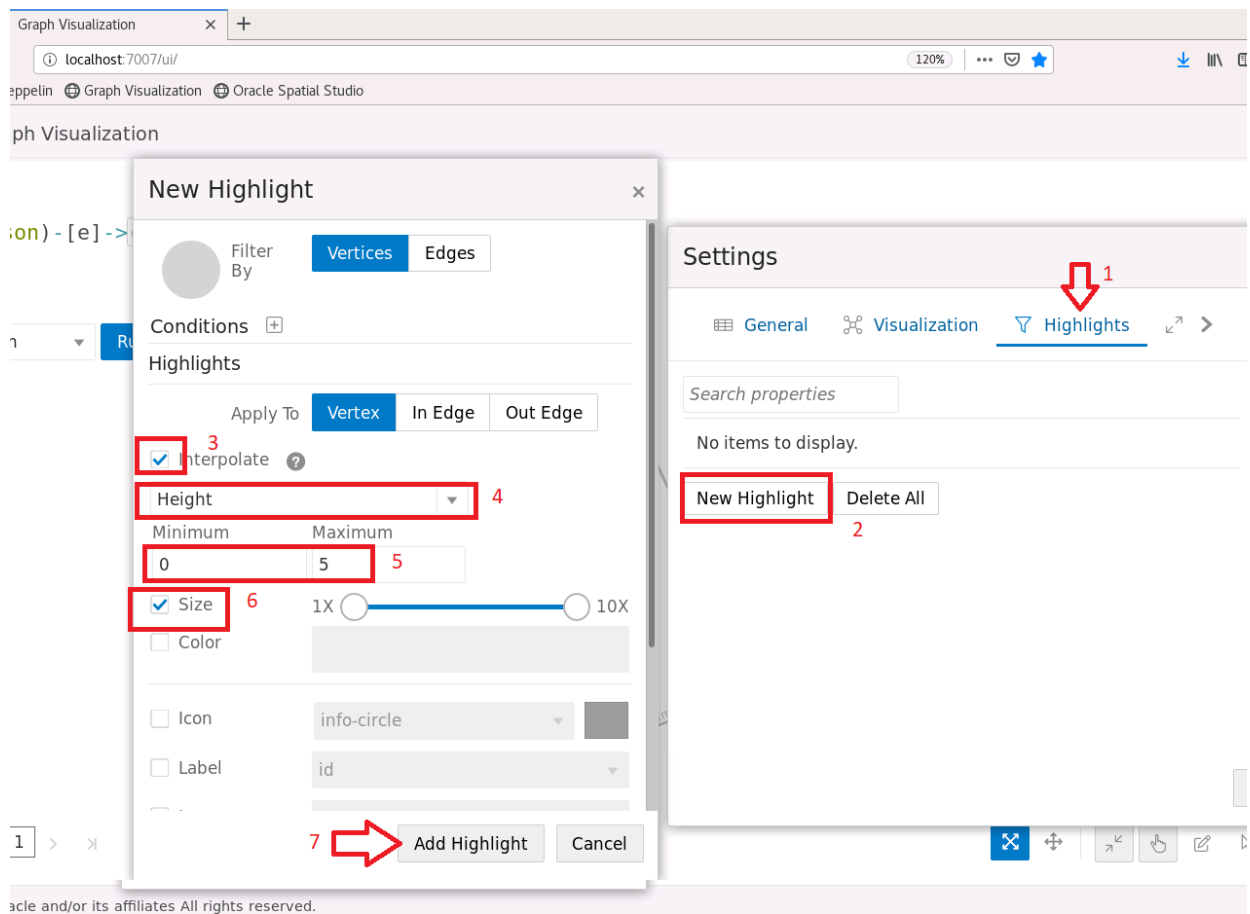 Graph Visualization
localhost:7007/ui/
120%
eppelin Graph Visualization Oracle Spatial Studio
ph Visualization
New Highlight
son)-[e]->
Filter By
Vertices Edges
Conditions
Highlights
Apply To Vertex In Edge Out Edge
3
Interpolate
Height
4
Minimum Maximum
0 5
5
Size
6
1X 10X
Color
Icon info-circle
Label id
7
Add Highlight Cancel
Settings
1
General Visualization Highlights
Search properties
No items to display.
New Highlight Delete All
2
n
Ru
1
acle and/or its affiliates All rights reserved.